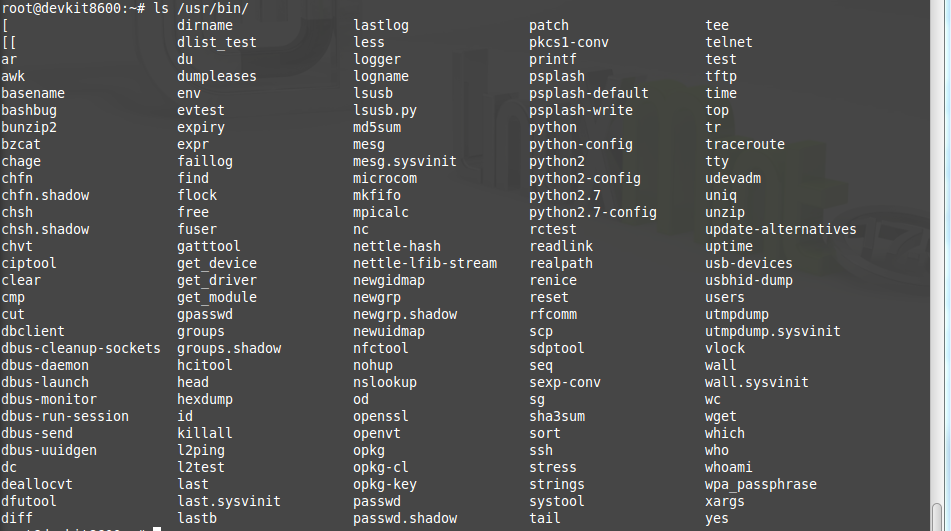 root@devkit8600:~# ls /usr/bin/
[ dirname lastlog patch tee
[[ dlist_test less pkcs1-conv telnet
ar du logger printf test
awk dumpleases logname psplash tftp
basename env lsusb psplash-default time
bashbug evtest lsusb.py psplash-write top
bunzip2 expiry md5sum python tr
bzcat expr mesg python-config traceroute
chage faillog mesg.sysvinit python2 tty
chfn find microcom python2-config udevadm
chfn.shadow flock mkfifo python2.7 uniq
chsh free mpicalc python2.7-config unzip
chsh.shadow fuser nc rctest update-alternatives
chvt gatttool nettle-hash readlink uptime
ciptool get_device nettle-lfib-stream realpath usb-devices
clear get_driver newgidmap renice usbhid-dump
cmp get_module newgrp reset users
cut gpasswd newgrp.shadow rfcomm utmpdump
dbclient groups newuidmap scp utmpdump.sysvinit
dbus-cleanup-sockets groups.shadow nfctool sdptool vlock
dbus-daemon hcitool nohup seq wall
dbus-launch head nslookup sexp-conv wall.sysvinit
dbus-monitor hexdump od sg wc
dbus-run-session id openssl sha3sum wget
dbus-send killall openvt sort which
dbus-uuidgen l2ping opkg ssh who
dc l2test opkg-cl stress whoami
deallocvt last opkg-key strings wpa_passphrase
dfutool last.sysvinit passwd systool xargs
diff lastb passwd.shadow tail yes